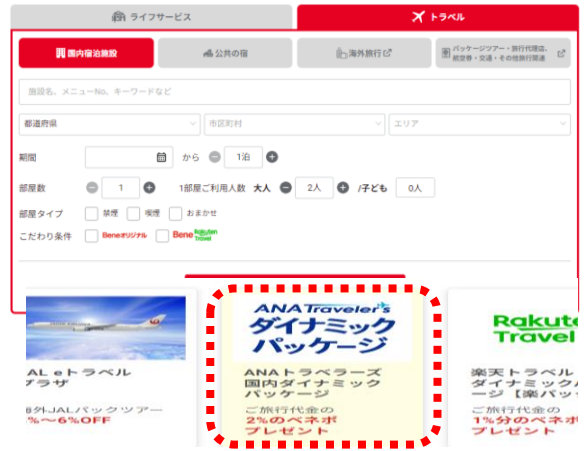 ライフサービス
トラベル
国内宿泊施設
公共の宿
海外旅行
パッケージツアー・旅行代理店、
航空券・交通・その他旅行関連
施設名、メニューNo、キーワードなど
都道府県
市区町村
エリア
期間
から
1泊
部屋数
1
1部屋ご利用人数 大人
2人
/子ども
0人
部屋タイプ
禁煙
喫煙
おまかせ
こだわり条件
Beneオリジナル
Bene Rakuten Travel
ANA Traveler's
ダイナミック
パッケージ
Rakute
Travel
AL eトラベル
プラザ
ANAトラベラーズ
国内ダイナミック
パッケージ
楽天トラベル
ダイナミック
ージ【楽パッ
外JALパックツアー
%～6%OFF
ご旅行代金の
2%のベネポ
プレゼント
ご旅行代金の
1%分のベネポ
プレゼント